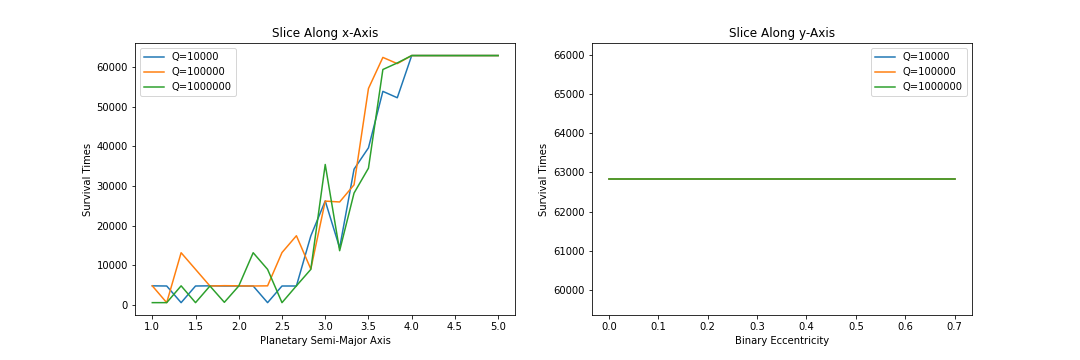 Slice Along x-Axis
Q=10000
Q=100000
Q=1000000
60000
50000
40000
30000
20000
10000
0
Survival Times
1.0 1.5 2.0 2.5 3.0 3.5 4.0 4.5 5.0
Planetary Semi-Major Axis
Slice Along y-Axis
Q=10000
Q=100000
Q=1000000
66000
65000
64000
63000
62000
61000
60000
Survival Times
0.0 0.1 0.2 0.3 0.4 0.5 0.6 0.7
Binary Eccentricity